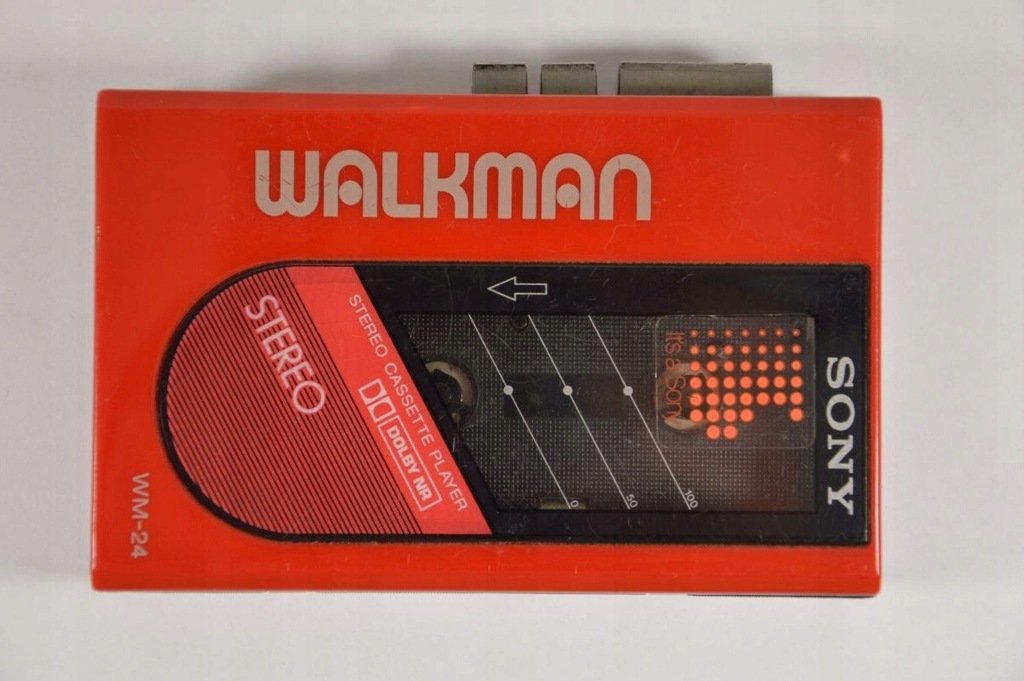 WALKMAN
STEREO
STEREO CASSETTE PLAYER
DOLBY NR
0
50
100
It's a Sony
SONY
WM-24